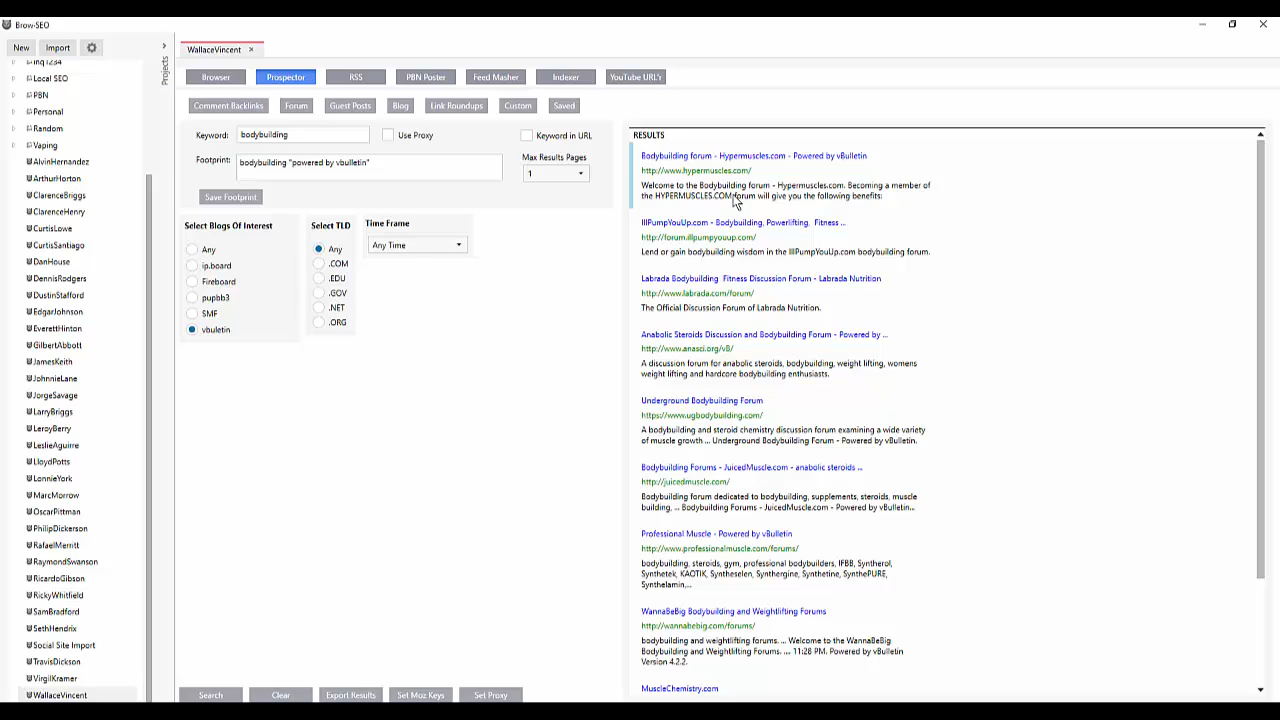 Brow-SEO
New Import
Projects
WallaceVincent ×
Browser Prospector RSS PBN Poster Feed Masher Indexer YouTube URL's
Comment Backlinks Forum Guest Posts Blog Link Roundups Custom Saved
Keyword: bodybuilding Use Proxy Keyword in URL
Footprint: bodybuilding "powered by vbulletin"
Max Results Pages
1
Save Footprint
Select Blogs Of Interest
Any
ip.board
Fireboard
pupbb3
SMF
vbuletin
Select TLD
Any
.COM
.EDU
.GOV
.NET
.ORG
Time Frame
Any Time
Local SEO
PBN
Personal
Random
Vaping
AlvinHernandez
ArthurHorton
ClarenceBriggs
ClarenceHenry
CurtisLowe
CurtisSantiago
DanHouse
DennisRodgers
DustinStafford
EdgarJohnson
EverettHinton
GilbertAbbott
JamesKeith
JohnnieLane
JorgeSavage
LarryBriggs
LeroyBerry
LeslieAguirre
LloydPotts
LonnieYork
MarcMorrow
OscarPittman
PhilipDickerson
RafaelMerritt
RaymondSwanson
RicardoGibson
RickyWhitfield
SamBradford
SethHendrix
Social Site Import
TravisDickson
VirgilKramer
WallaceVincent
RESULTS
Bodybuilding forum - Hypermuscles.com - Powered by vBulletin
http://www.hypermuscles.com/
Welcome to the Bodybuilding forum - Hypermuscles.com. Becoming a member of
the HYPERMUSCLES.COM forum will give you the following benefits:
IllPumpYouUp.com - Bodybuilding, Powerlifting, Fitness ...
http://forum.illpumpyouup.com/
Lend or gain bodybuilding wisdom in the IllPumpYouUp.com bodybuilding forum.
Labrada Bodybuilding Fitness Discussion Forum - Labrada Nutrition
http://www.labrada.com/forum/
The Official Discussion Forum of Labrada Nutrition.
Anabolic Steroids Discussion and Bodybuilding Forum - Powered by ...
http://www.anasci.org/vB/
A discussion forum for anabolic steroids, bodybuilding, weight lifting, womens
weight lifting and hardcore bodybuilding enthusiasts.
Underground Bodybuilding Forum
https://www.ugbodybuilding.com/
A bodybuilding and steroid chemistry discussion forum examining a wide variety
of muscle growth ... Underground Bodybuilding Forum - Powered by vBulletin.
Bodybuilding Forums - JuicedMuscle.com - anabolic steroids ...
http://juicedmuscle.com/
Bodybuilding forum dedicated to bodybuilding, supplements, steroids, muscle
building, ... Bodybuilding Forums - JuicedMuscle.com - Powered by vBulletin...
Professional Muscle - Powered by vBulletin
http://www.professionalmuscle.com/forums/
bodybuilding, steroids, gym, professional bodybuilders, IFBB, Syntherol,
Synthetek, KAOTIK, Syntheselen, Synthergine, Synthetine, SynthePURE,
Synthelamin,...
WannaBeBig Bodybuilding and Weightlifting Forums
http://wannabebig.com/forums/
bodybuilding and weightlifting forums. ... Welcome to the WannaBeBig
Bodybuilding and Weightlifting Forums. ... 11:28 PM. Powered by vBulletin
Version 4.2.2.
MuscleChemistry.com
Search Clear Export Results Set Moz Keys Set Proxy